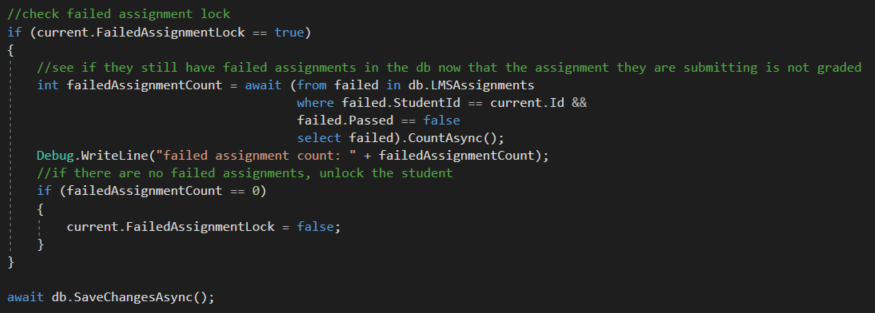 //check failed assignment lock
if (current.FailedAssignmentLock == true)
{
//see if they still have failed assignments in the db now that the assignment they are submitting is not graded
int failedAssignmentCount = await (from failed in db.LMSAssignments
where failed.StudentId == current.Id &&
failed.Passed == false
select failed).CountAsync();
Debug.WriteLine("failed assignment count: " + failedAssignmentCount);
//if there are no failed assignments, unlock the student
if (failedAssignmentCount == 0)
{
current.FailedAssignmentLock = false;
}
}
await db.SaveChangesAsync();